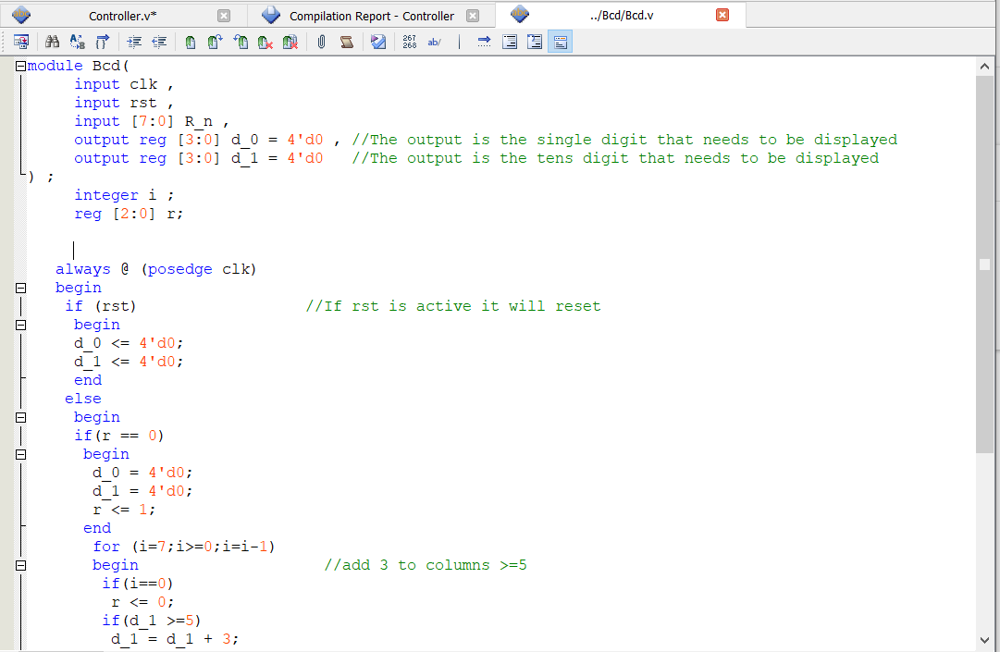 Controller.v*
Compilation Report - Controller
../Bcd/Bcd.v
267
268
ab/
module Bcd(
input clk ,
input rst ,
input [7:0] R_n ,
output reg [3:0] d_0 = 4'd0 , //The output is the single digit that needs to be displayed
output reg [3:0] d_1 = 4'd0 //The output is the tens digit that needs to be displayed
) ;
integer i ;
reg [2:0] r;
always @ (posedge clk)
begin
if (rst) //If rst is active it will reset
begin
d_0 <= 4'd0;
d_1 <= 4'd0;
end
else
begin
if(r == 0)
begin
d_0 = 4'd0;
d_1 = 4'd0;
r <= 1;
end
for (i=7;i>=0;i=i-1)
begin //add 3 to columns >=5
if(i==0)
r <= 0;
if(d_1 >=5)
d_1 = d_1 + 3;